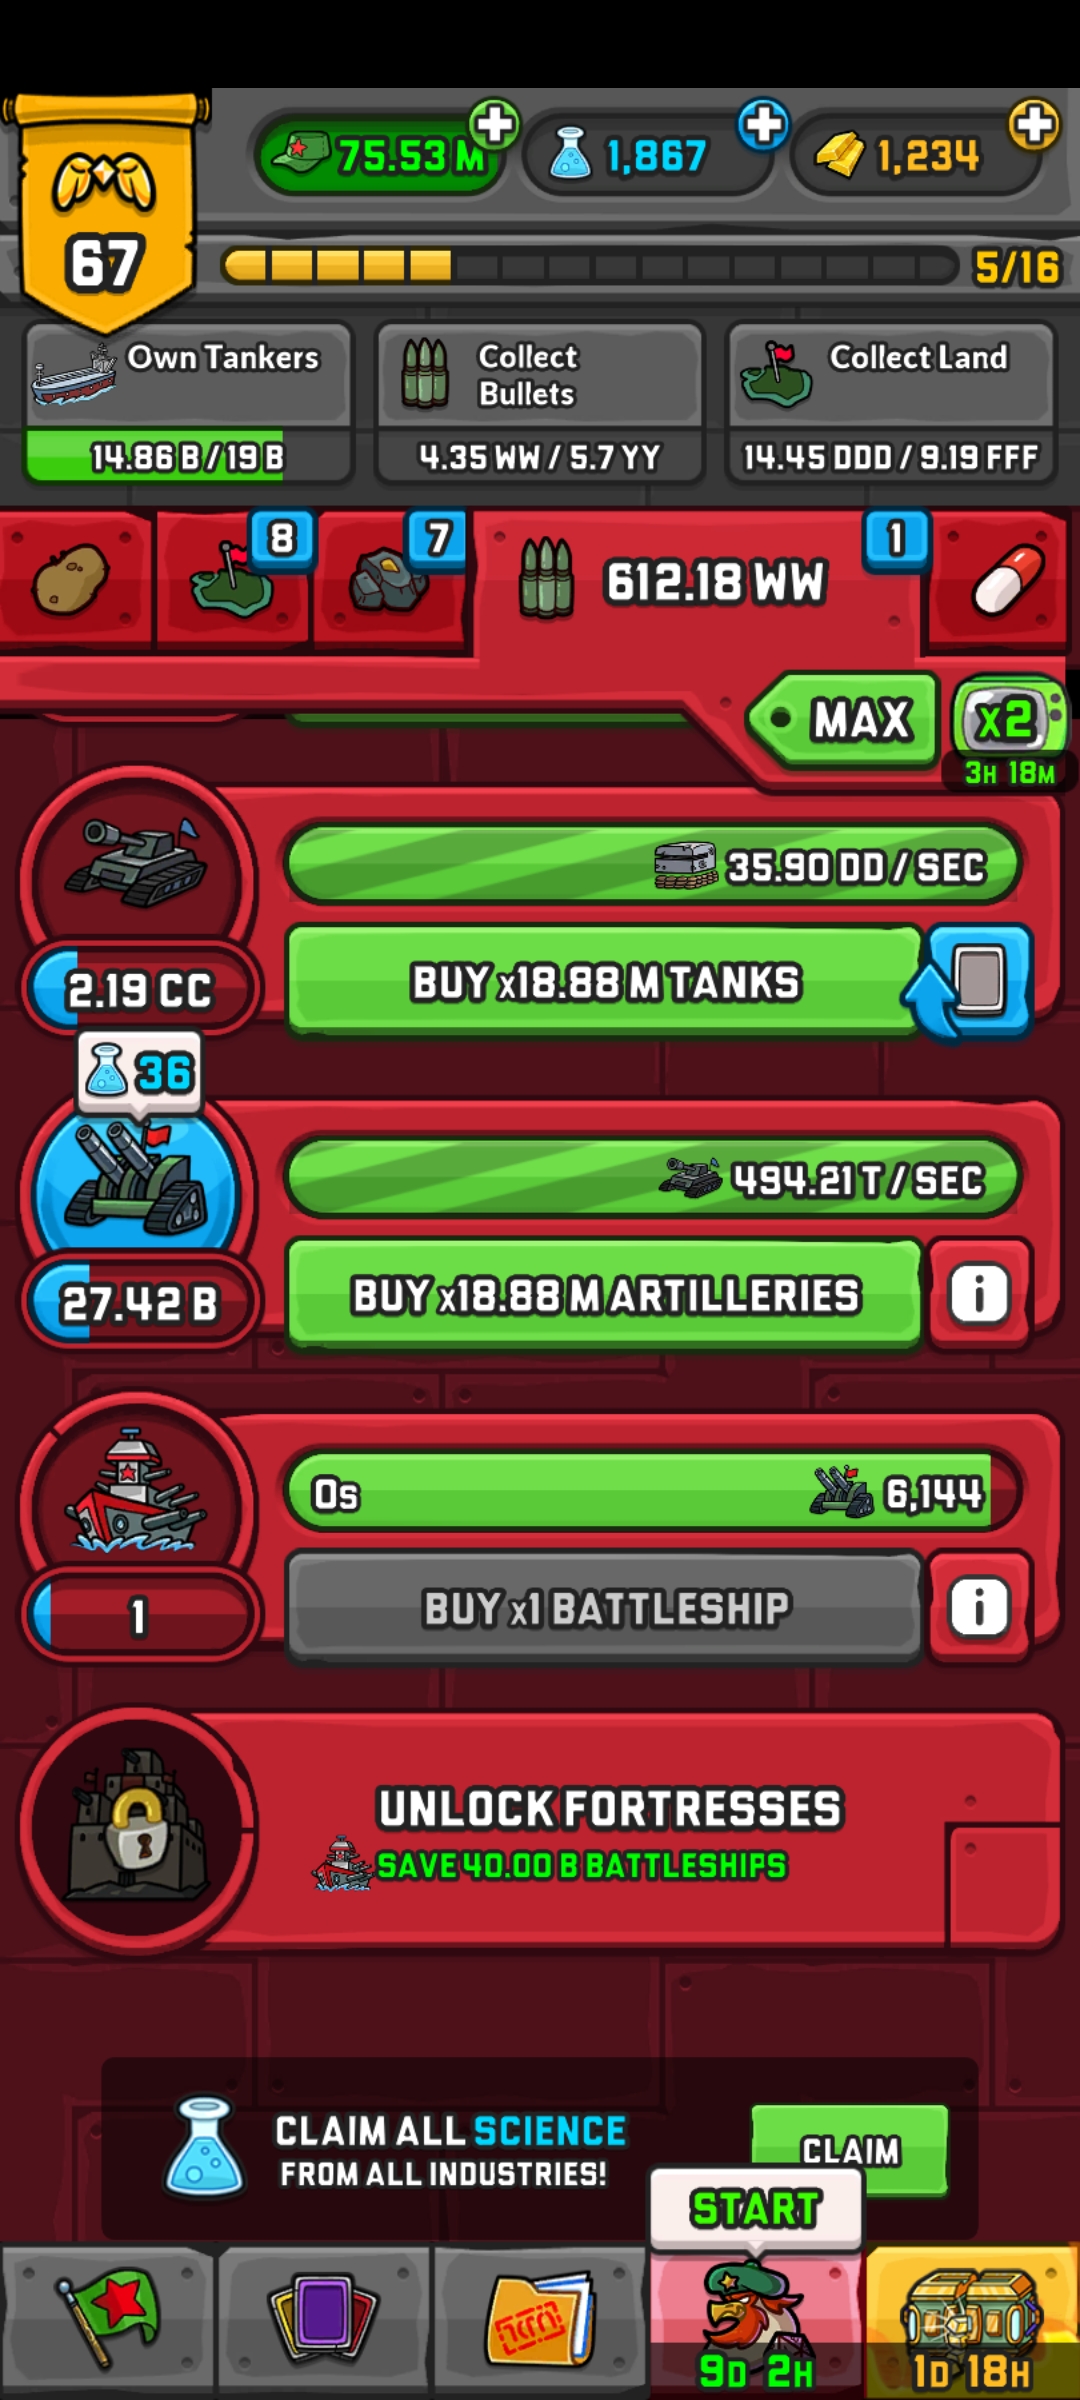 75.53 M
1,867
1,234
67
5/16
Own Tankers
Collect
Bullets
Collect Land
14.86 B / 19 B
4.35 WW / 5.7 YY
14.45 DDD / 9.19 FFF
8
7
612.18 WW
1
MAX
x2
3H 18M
35.90 DD / SEC
2.19 CC
BUY x18.88 M TANKS
36
494.21 T / SEC
27.42 B
BUY x18.88 M ARTILLERIES
i
0s
6,144
1
BUY x1 BATTLESHIP
i
UNLOCK FORTRESSES
SAVE 40.00 B BATTLESHIPS
CLAIM ALL SCIENCE
FROM ALL INDUSTRIES!
CLAIM
START
9D 2H
1D 18H